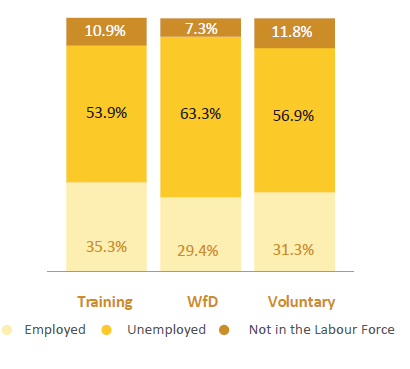 10.9% 7.3% 11.8%
53.9% 63.3% 56.9%
35.3% 29.4% 31.3%
Training WfD Voluntary
Employed Unemployed Not in the Labour Force